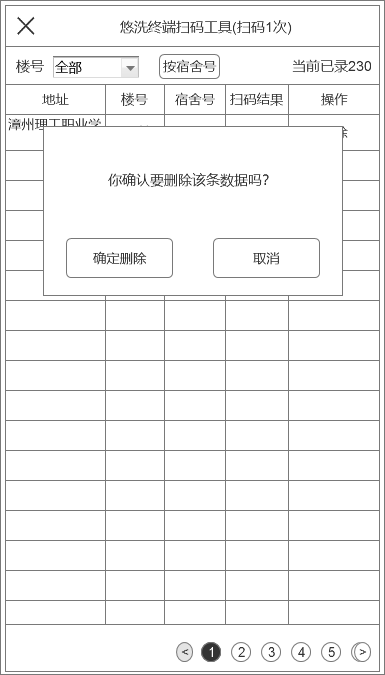 悠洗终端扫码工具(扫码1次)
楼号 全部 按宿舍号 当前已录230
地址 楼号 宿舍号 扫码结果 操作
漳州理工职业学
你确认要删除该条数据吗?
确定删除 取消
< 1 2 3 4 5 >